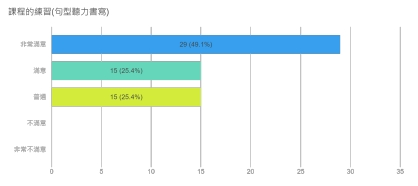 課程的練習(句型聽力書寫)
非常滿意
29 (49.1%)
滿意
15 (25.4%)
普通
15 (25.4%)
不滿意
非常不滿意
0 5 10 15 20 25 30 35